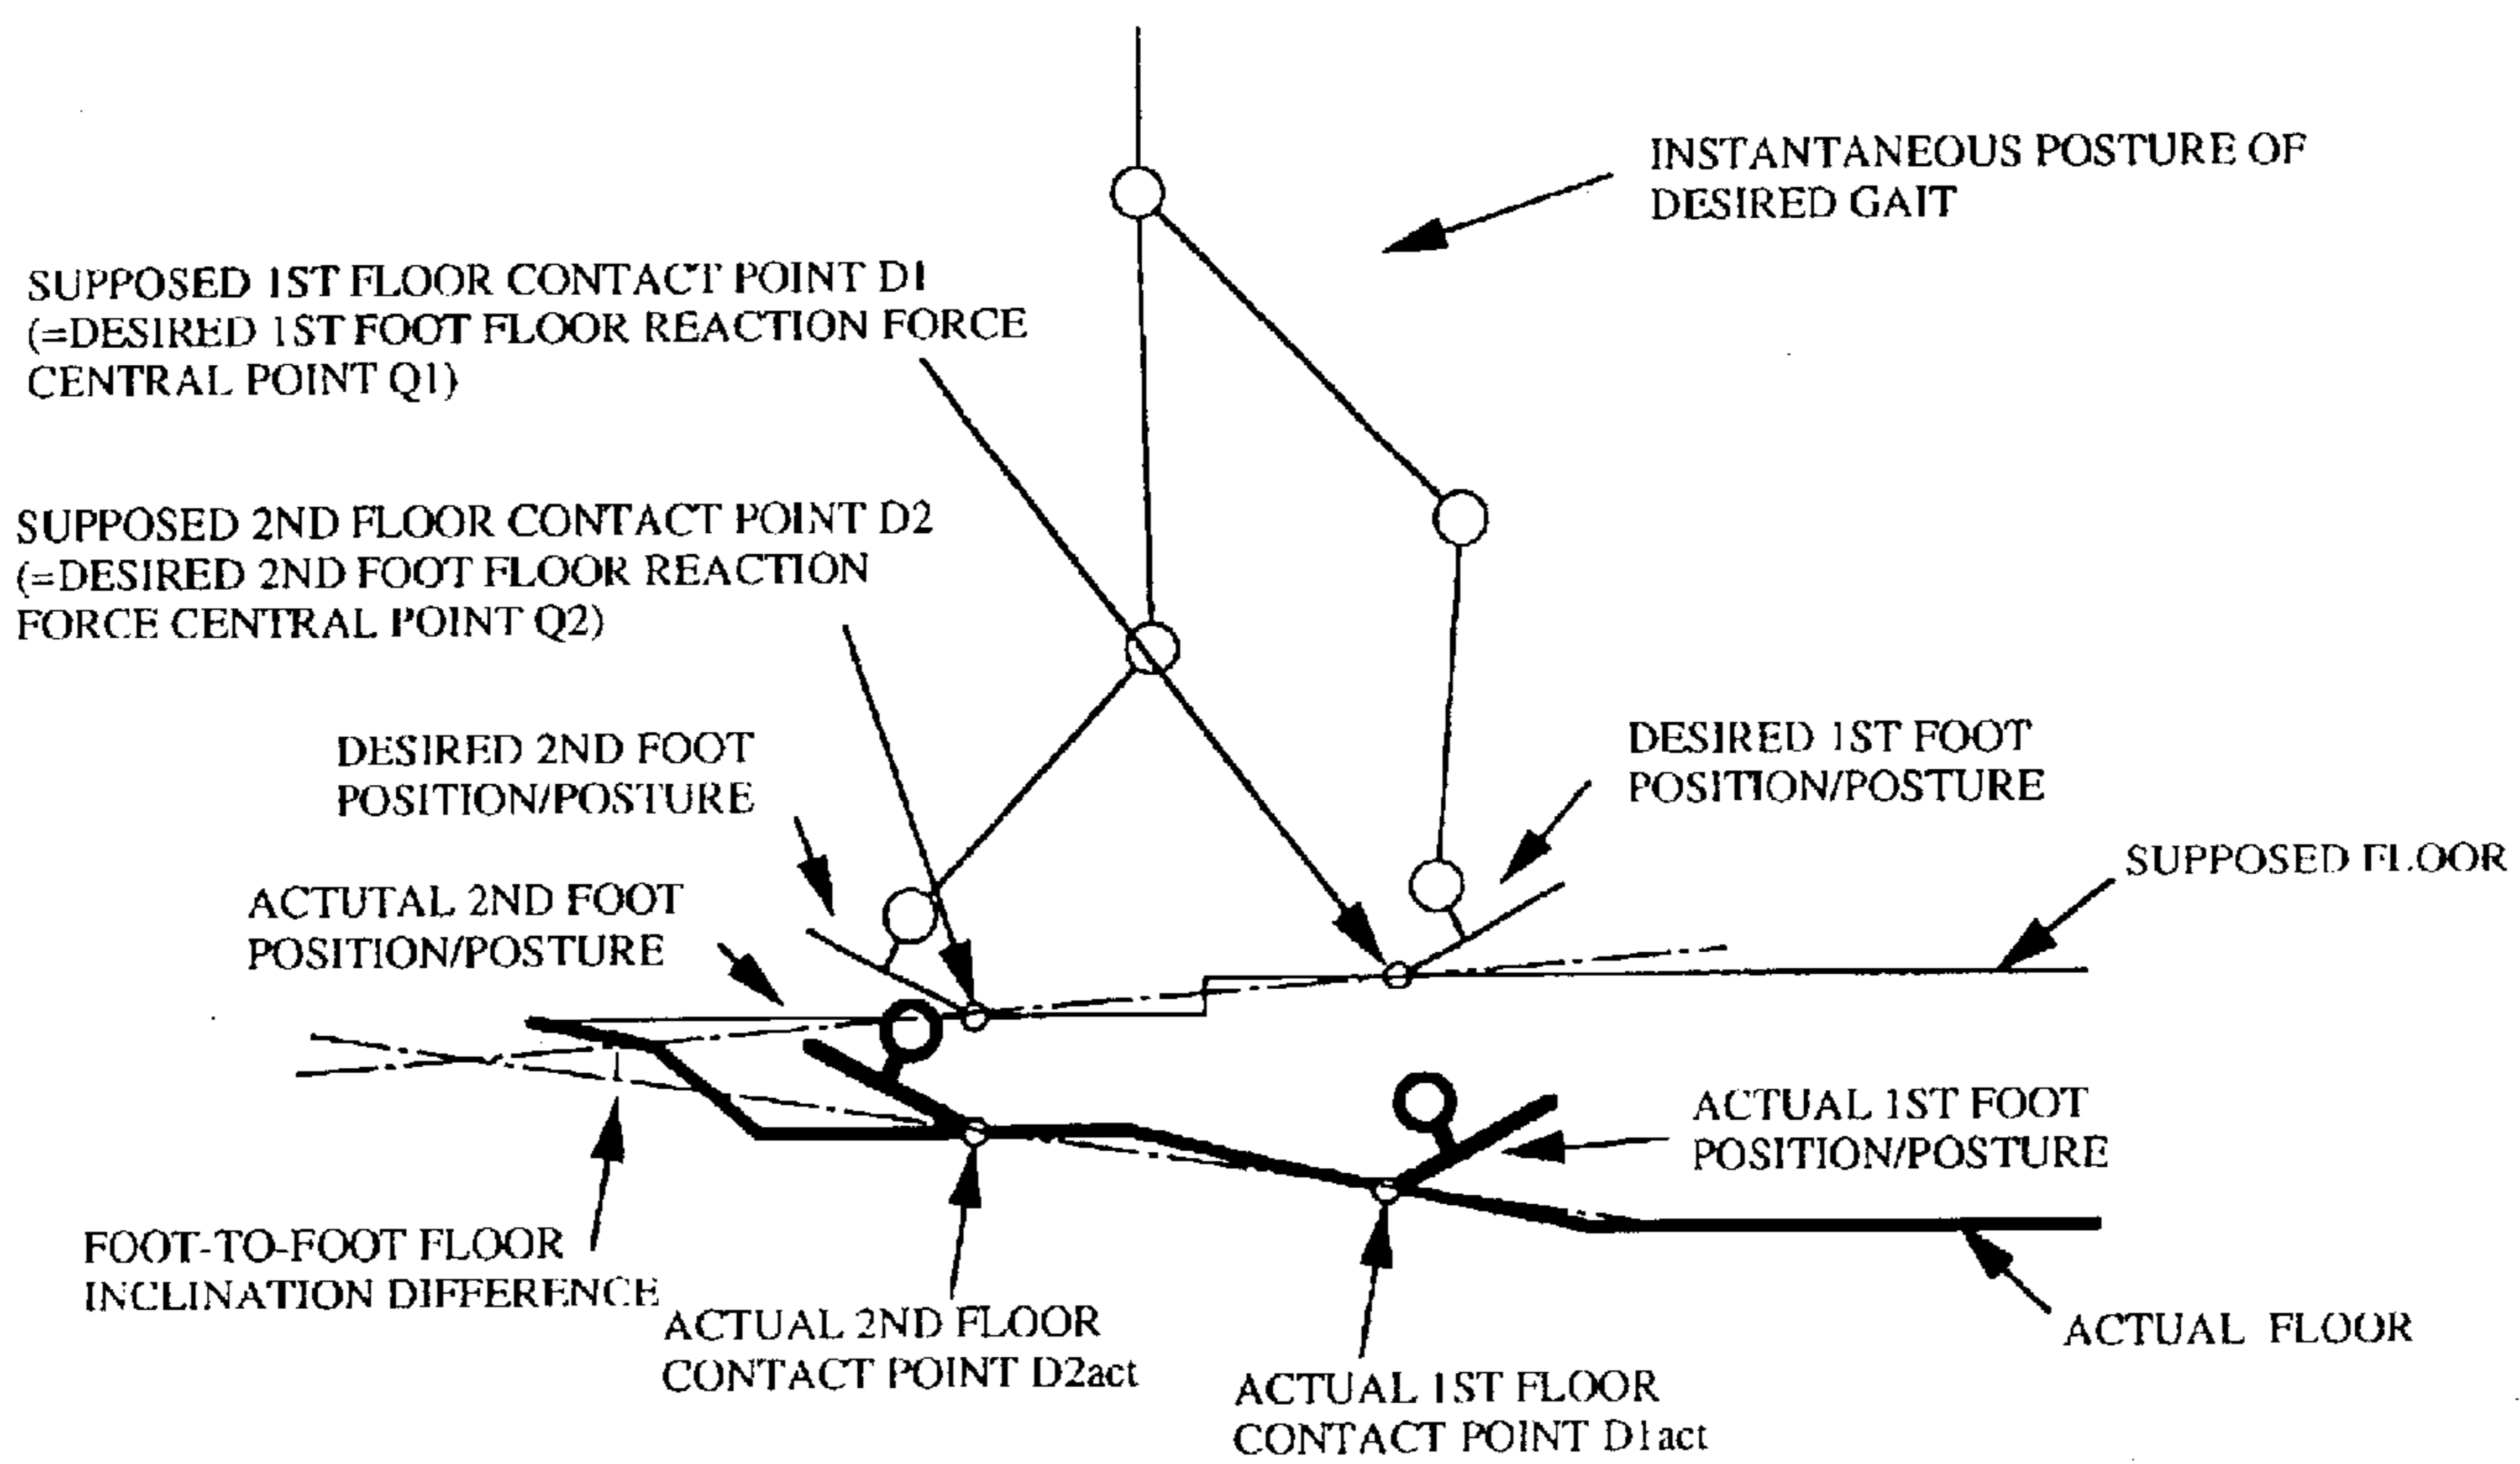 INSTANTANEOUS POSTURE OF
DESIRED GAIT
SUPPOSED 1ST FLOOR CONTACT POINT D1
(=DESIRED 1ST FOOT FLOOR REACTION FORCE
CENTRAL POINT Q1)
SUPPOSED 2ND FLOOR CONTACT POINT D2
(=DESIRED 2ND FOOT FLOOR REACTION
FORCE CENTRAL POINT Q2)
DESIRED 2ND FOOT
POSITION/POSTURE
DESIRED 1ST FOOT
POSITION/POSTURE
SUPPOSED FLOOR
ACTUTAL 2ND FOOT
POSITION/POSTURE
ACTUAL 1ST FOOT
POSITION/POSTURE
FOOT-TO-FOOT FLOOR
INCLINATION DIFFERENCE
ACTUAL 2ND FLOOR
CONTACT POINT D2act
ACTUAL 1ST FLOOR
CONTACT POINT D1act
ACTUAL FLOOR